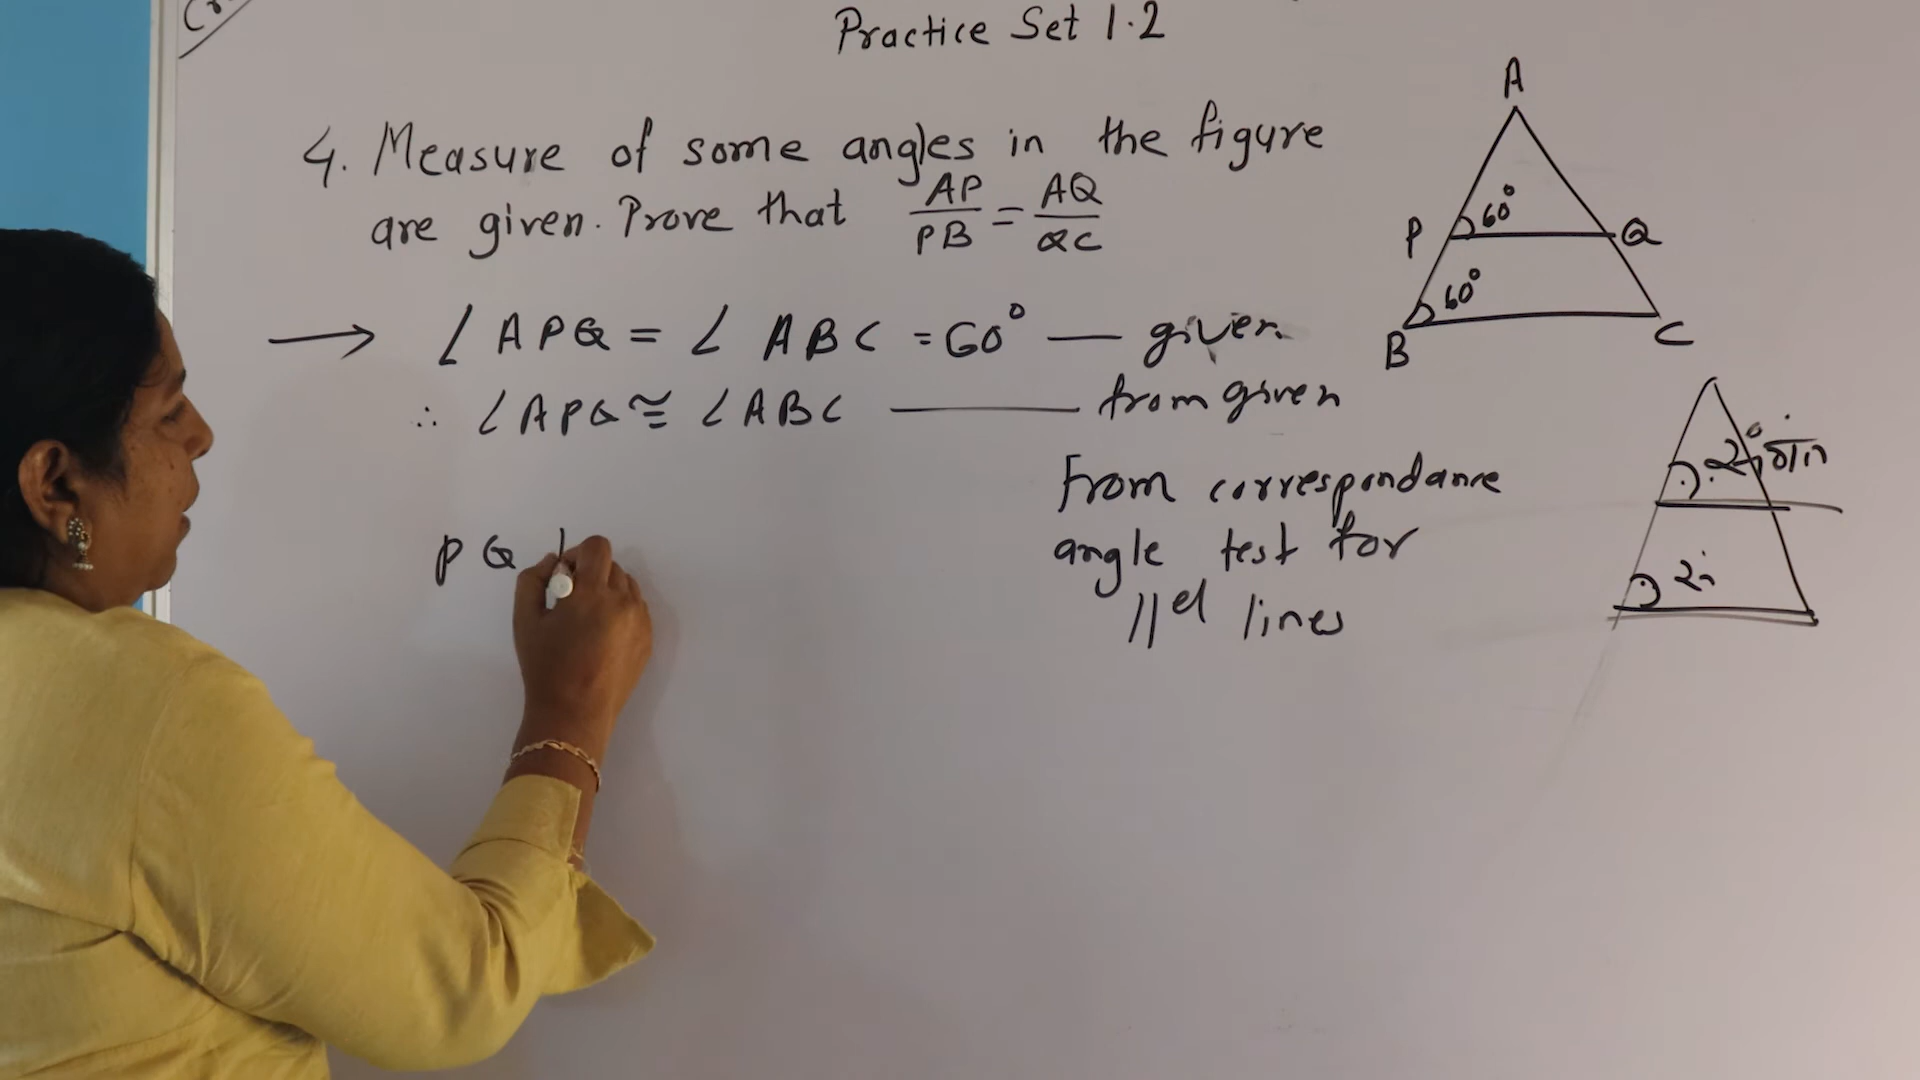 Practice Set 1.2
4. Measure of some angles in the figure
are given. Prove that AP/PB = AQ/QC
→ ∠APQ = ∠ABC = 60° — given
∴ ∠APQ ≅ ∠ABC — from given
From correspondance
angle test for
||el lines
PQ
A
P 60° Q
60°
B C